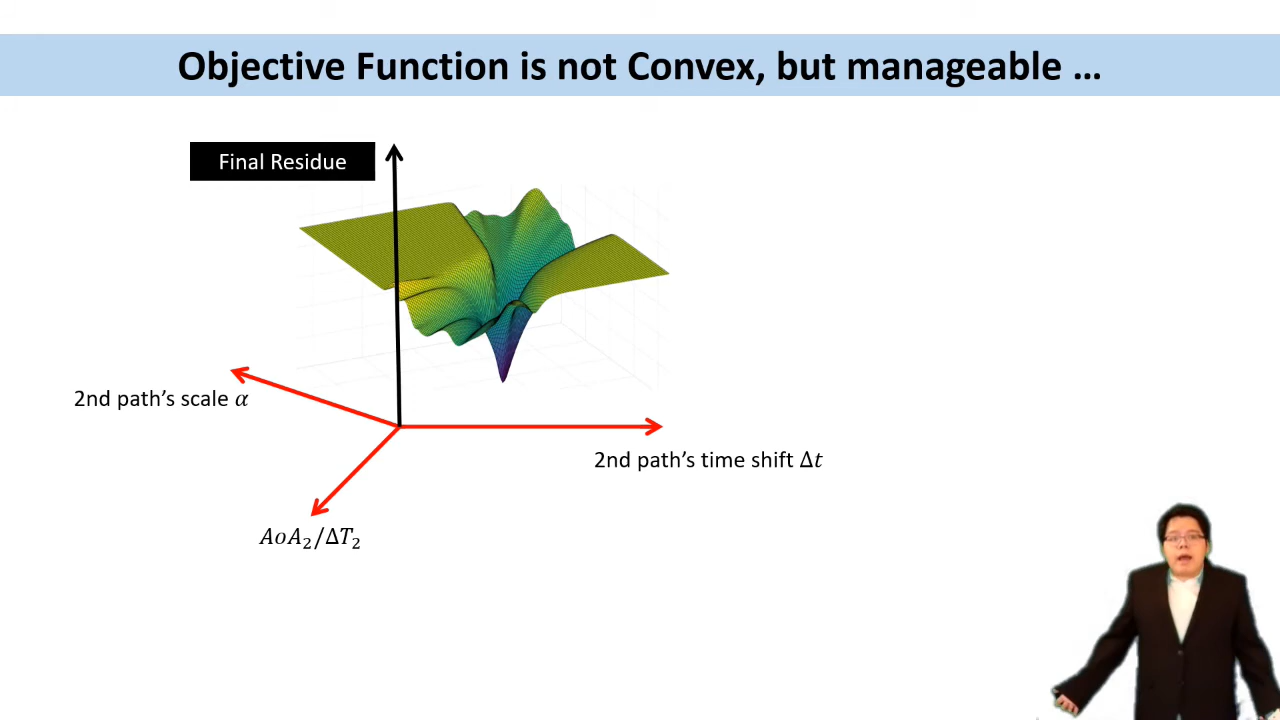 Objective Function is not Convex, but manageable ...
Final Residue
2nd path's scale α
2nd path's time shift Δt
AoA₂/ΔT₂